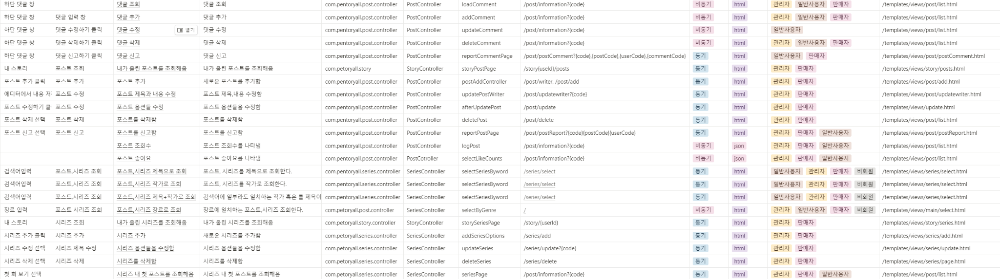 하단 댓글 창 댓글 조회 댓글 조회 com.pentoryall.post.controller PostController loadComment /post/information?{code} 비동기 html 관리자 일반사용자 판매자 /templates/views/post/list.html
하단 댓글 창 댓글 입력 창 댓글 추가 댓글 추가 com.pentoryall.post.controller PostController addComment /post/information?{code} 비동기 html 관리자 일반사용자 판매자 /templates/views/post/list.html
하단 댓글 창 댓글 수정하기 클릭 댓글 수정 열기 댓글 수정 com.pentoryall.post.controller PostController updateComment /post/information?{code} 비동기 html 일반사용자 /templates/views/post/list.html
하단 댓글 창 댓글 삭제하기 클릭 댓글 삭제 댓글 삭제 com.pentoryall.post.controller PostController deleteComment /post/information?{code} 비동기 html 관리자 일반사용자 판매자 /templates/views/post/list.html
하단 댓글 창 댓글 신고하기 클릭 댓글 신고 댓글 신고 com.pentoryall.post.controller PostController reportCommentPage /post/postComment?{code},{postCode},{userCode},{commentCode} 동기 html 일반사용자 판매자 /templates/views/post/postComment.html
내 스토리 포스트 조회 내가 올린 포스트를 조회해옴 내가 올린 포스트를 조회해옴 com.petoryall.story StoryController storyPostPage /story{useId}/posts 동기 html 관리자 판매자 /templates/views/story/posts.html
포스트 추가 클릭 포스트 추가 포스트 추가 새로운 포스트를 추가함 com.pentoryall.post.controller PostController postAddController /post/writer, /post/add 동기 html 관리자 판매자 /templates/views/post/add.html
에디터에서 내용 저 포스트 수정 포스트 제목과 내용 수정 포스트 제목,내용 수정함 com.pentoryall.post.controller PostController updatePostWriter /post/updatewriter?{code} 동기 html 관리자 판매자 /templates/views/post/updatewriter.html
포스트 수정하기 클 포스트 수정 포스트 옵션들 수정 포스트 옵션들을 수정함 com.pentoryall.post.controller PostController afterUpdatePost /post/update 동기 html 관리자 판매자 /templates/views/update.html
포스트 삭제 선택 포스트 삭제 포스트를 삭제함 포스트를 삭제함 com.pentoryall.post.controller PostController deletePost /post/delete 동기 html 관리자 판매자 /templates/views/post/list.html
포스트 신고 선택 포스트 신고 포스트를 신고함 포스트를 신고함 com.pentoryall.post.controller PostController reportPostPage /post/postReport?{code}{postCode}{userCode} 동기 html 관리자 판매자 일반사용자 /templates/views/post/postReport.html
포스트 조회수 포스트 조회수를 나타냄 com.pentoryall.post.controller PostController logPost /post/information?{code} 비동기 json 관리자 판매자 일반사용자 /templates/views/post/list.html
포스트 좋아요 포스트 좋아요를 나타냄 com.pentoryall.post.controller PostCotroller selectLikeCounts /post/information?{code} 비동기 json 관리자 판매자 일반사용자 /templates/views/post/list.html
검색어입력 포스트,시리즈 조회 포스트,시리즈 제목으로 조회 포스트, 시리즈를 제목으로 조회한다. com.pentoryall.series.controller SeriesController selectSeriesByword /series/select 동기 html 일반사용자 관리자 판매자 비회원 /templates/views/series/select.html
검색어입력 포스트,시리즈 조회 포스트,시리즈 작가로 조회 포스트, 시리즈를 작가로 조회한다. com.pentoryall.series.controller SeriesController selectSeriesByword /series/select 동기 html 일반사용자 관리자 판매자 비회원 /templates/views/series/select.html
검색어입력 포스트,시리즈 조회 포스트,시리즈 제목+작가로 조회 검색어에 일부라도 일치하는 작가 혹은 를 제목이 com.pentoryall.series.controller SeriesController selectSeriesByword /series/select 동기 html 일반사용자 관리자 판매자 비회원 /templates/views/series/select.html
장르 입력 포스트 시리즈 조회 포스트,시리즈 장르로 조회 장르에 일치하는 포스트,시리즈 조회한다. com.petoryall.post.controller SeriesController selectByGenre / 비동기 html 관리자 일반사용자 판매자 비회원 /templates/views/main/select.html
내 스토리 시리즈 조회 내가 올린 시리즈를 조회해옴 내가 올린 시리즈를 조회해옴 com.petoryall.story.controller StoryController storySeriesPage /story/{userId} 동기 html 관리자 판매자 /templates/views/story/series.html
시리즈 추가 클릭 시리즈 추가 시리즈 추가 새로운 시리즈를 추가함 com.petoryall.series.controller SeriesController addSeriesOptions /series/add 동기 html 관리자 판매자 /templates/views/series/add.html
시리즈 수정 선택 시리즈 제목 수정 시리즈 옵션들을 수정함 시리즈 옵션들을 수정함 com.petoryall.series.controller SeriesController updateSeries /series/update?{code} 동기 html 관리자 판매자 /templates/views/series/update.html
시리즈 삭제 선택 시리즈 삭제 시리즈를 삭제함 시리즈를 삭제함 com.petoryall.series.controller SeriesController deleteSeries /series/delete 동기 html 관리자 판매자 /templates/views/series/page.html
첫 회 보기 선택 시리즈 내 첫 포스트를 조회해옴 시리즈 내 첫 포스트를 조회해옴 com.petoryall.series.controller SeriesController seriesPage /post/information?{code} 동기 html 관리자 판매자 일반사용자 /templates/views/post/list.html